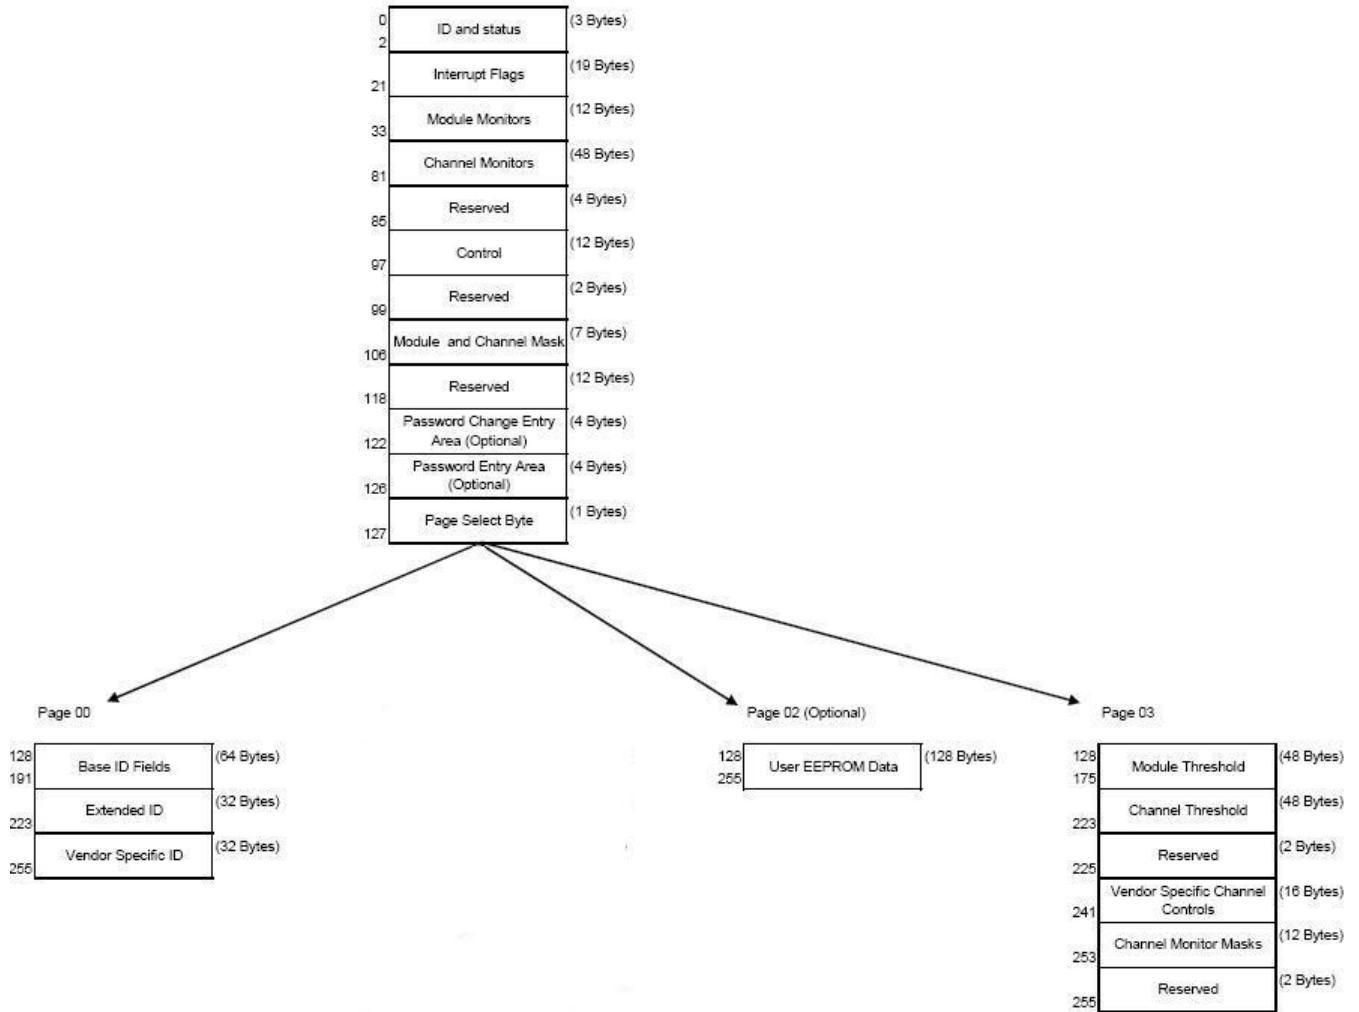 0 ID and status (3 Bytes)
2
Interrupt Flags (19 Bytes)
21
Module Monitors (12 Bytes)
33
Channel Monitors (48 Bytes)
81
Reserved (4 Bytes)
85
Control (12 Bytes)
97
Reserved (2 Bytes)
99
Module and Channel Mask (7 Bytes)
106
Reserved (12 Bytes)
118
Password Change Entry (4 Bytes)
122 Area (Optional)
Password Entry Area (4 Bytes)
126 (Optional)
Page Select Byte (1 Bytes)
127
Page 00
128 Base ID Fields (64 Bytes)
191
Extended ID (32 Bytes)
223
Vendor Specific ID (32 Bytes)
255
Page 02 (Optional)
128 User EEPROM Data (128 Bytes)
255
Page 03
128 Module Threshold (48 Bytes)
175
Channel Threshold (48 Bytes)
223
Reserved (2 Bytes)
225
Vendor Specific Channel (16 Bytes)
241 Controls
Channel Monitor Masks (12 Bytes)
253
Reserved (2 Bytes)
255